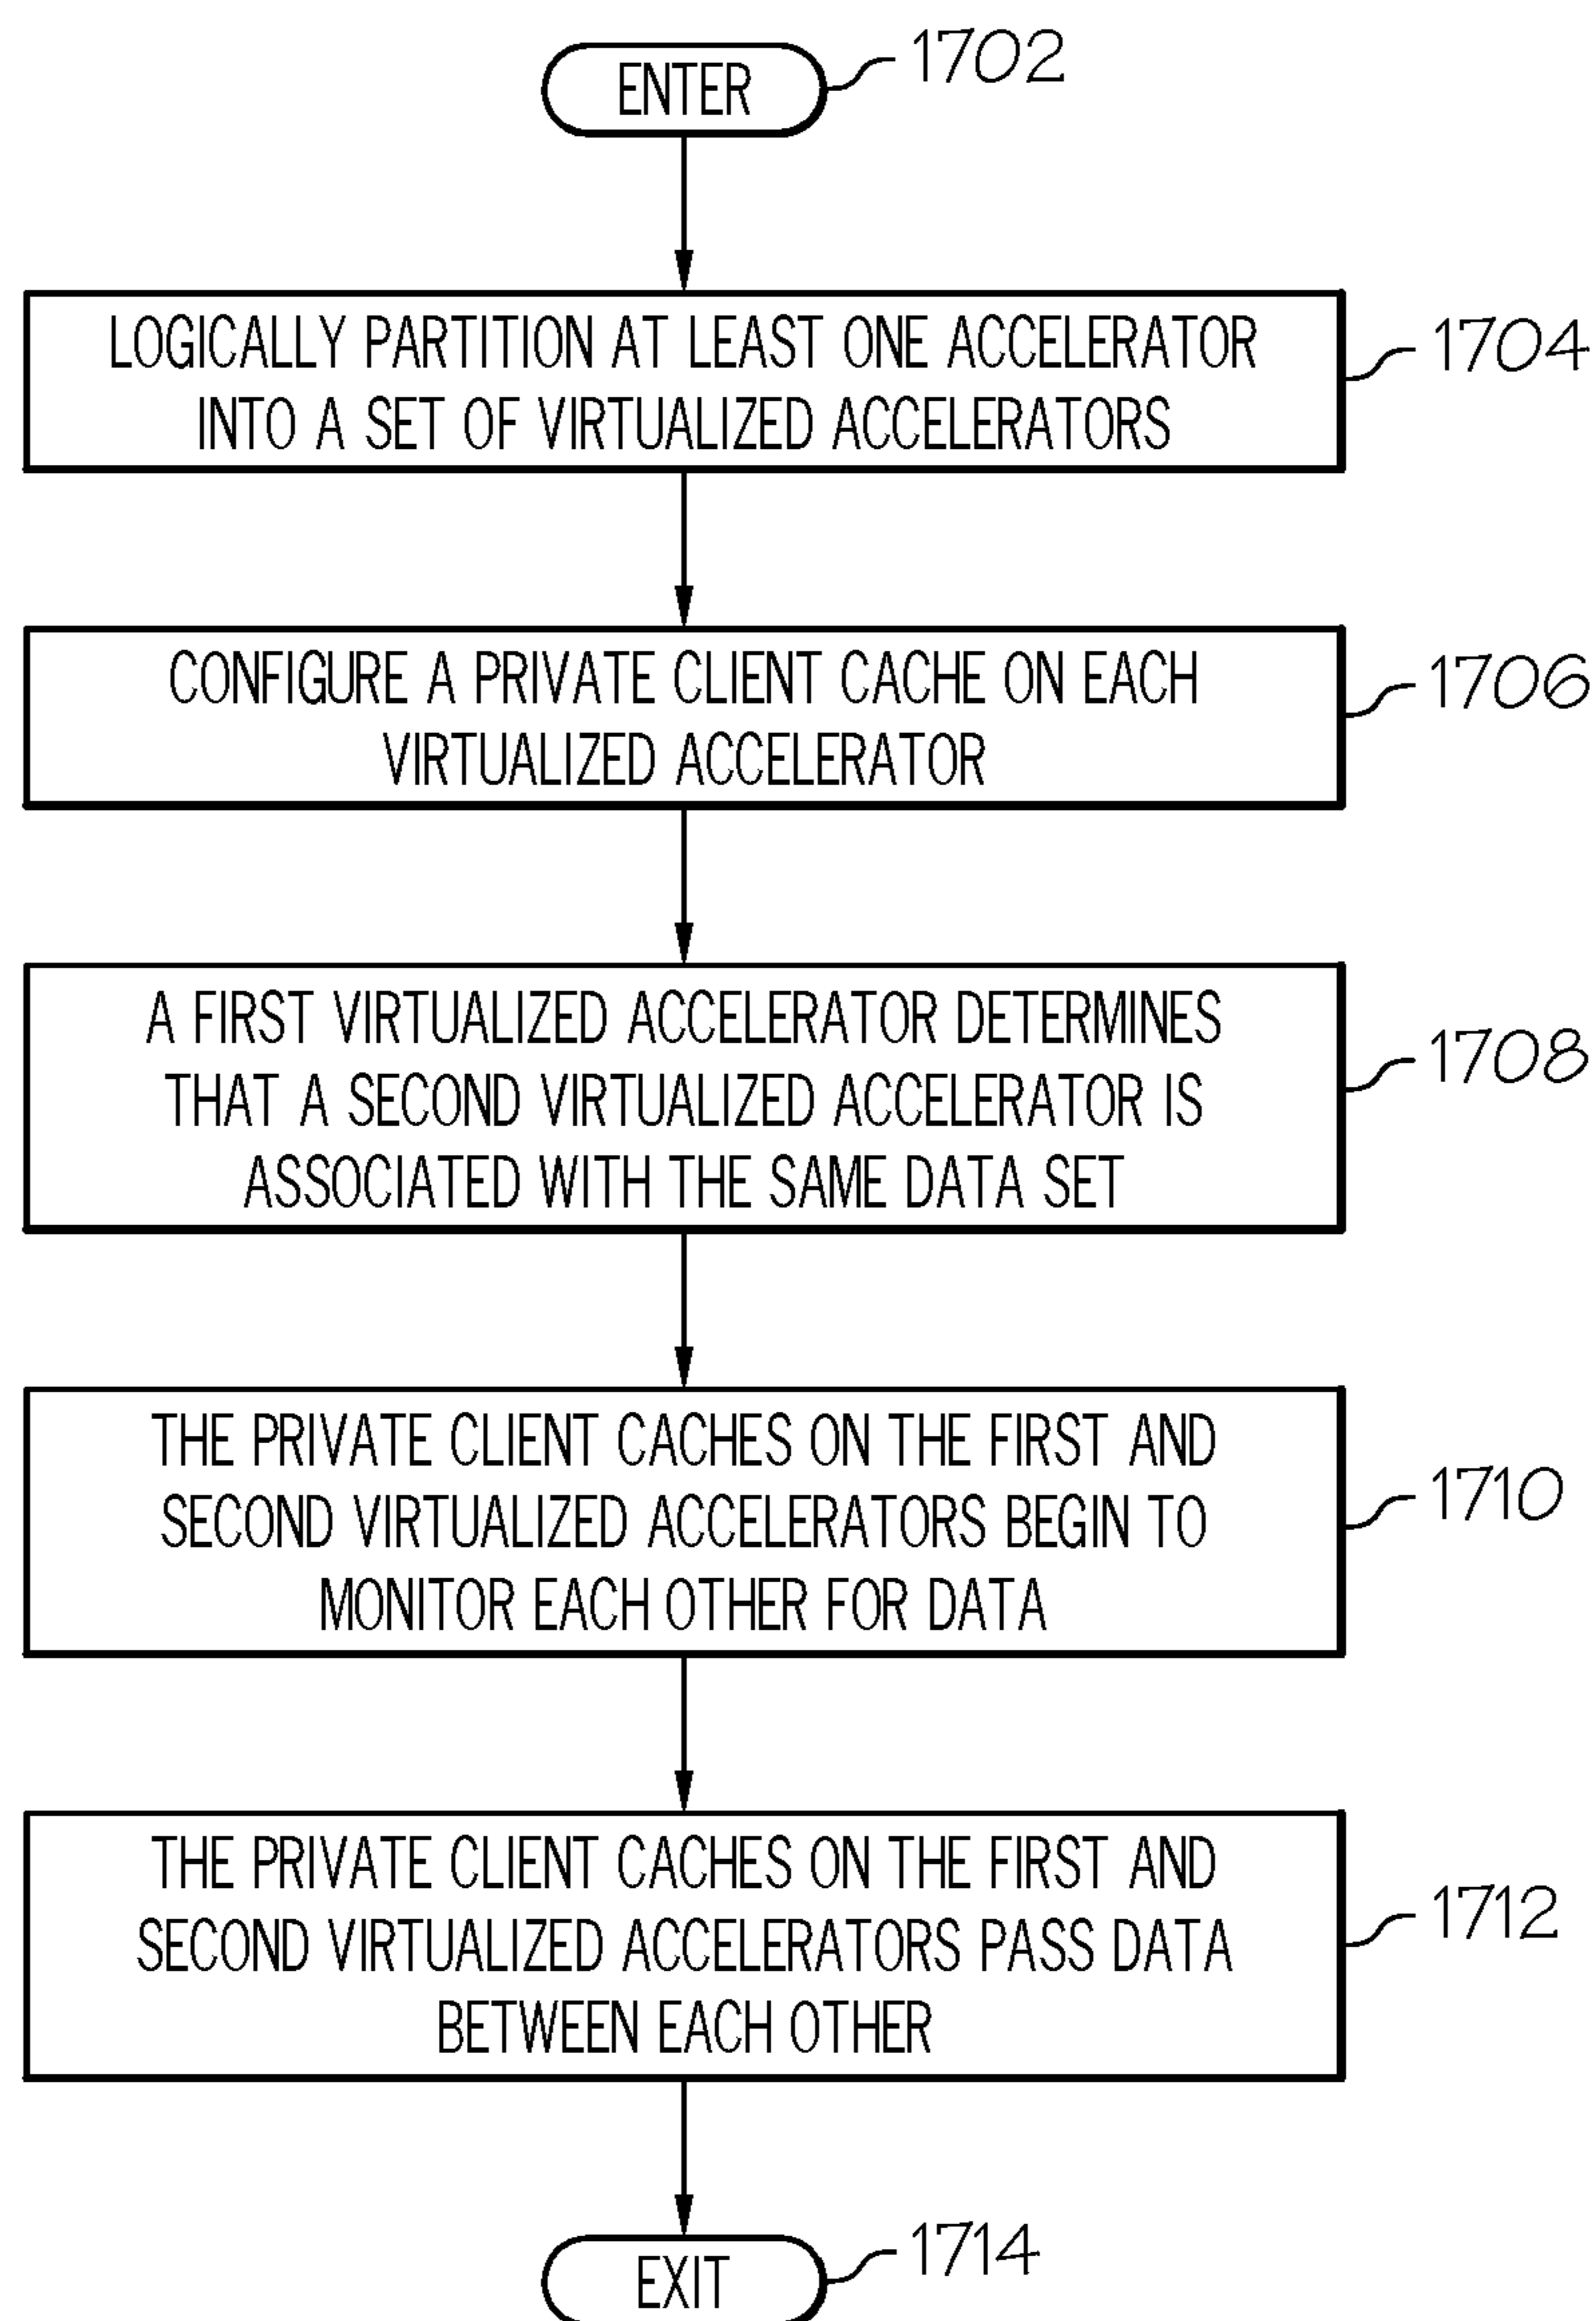 ENTER
1702
LOGICALLY PARTITION AT LEAST ONE ACCELERATOR
INTO A SET OF VIRTUALIZED ACCELERATORS
1704
CONFIGURE A PRIVATE CLIENT CACHE ON EACH
VIRTUALIZED ACCELERATOR
1706
A FIRST VIRTUALIZED ACCELERATOR DETERMINES
THAT A SECOND VIRTUALIZED ACCELERATOR IS
ASSOCIATED WITH THE SAME DATA SET
1708
THE PRIVATE CLIENT CACHES ON THE FIRST AND
SECOND VIRTUALIZED ACCELERATORS BEGIN TO
MONITOR EACH OTHER FOR DATA
1710
THE PRIVATE CLIENT CACHES ON THE FIRST AND
SECOND VIRTUALIZED ACCELERATORS PASS DATA
BETWEEN EACH OTHER
1712
EXIT
1714